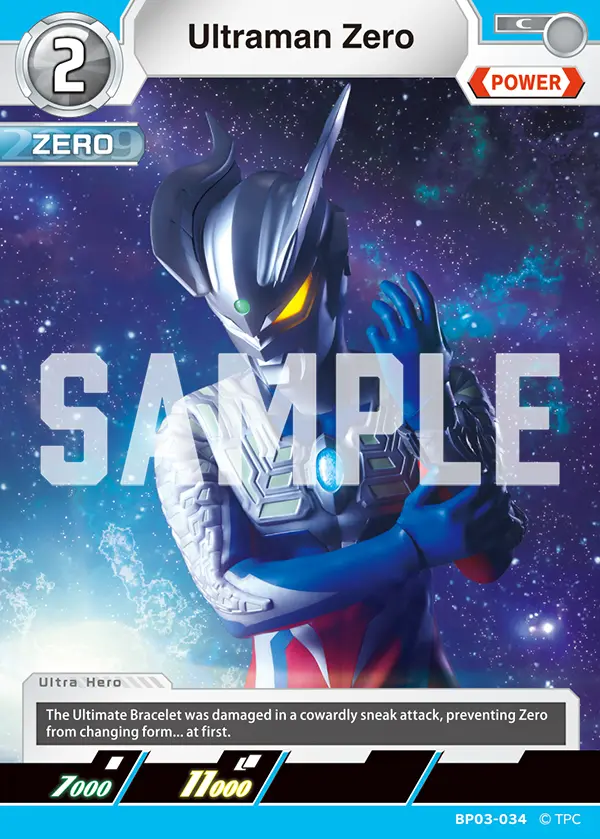 2
Ultraman Zero
C
POWER
2009
ZERO
SAMPLE
Ultra Hero
The Ultimate Bracelet was damaged in a cowardly sneak attack, preventing Zero
from changing form... at first.
7000
11000
BP03-034 © TPC